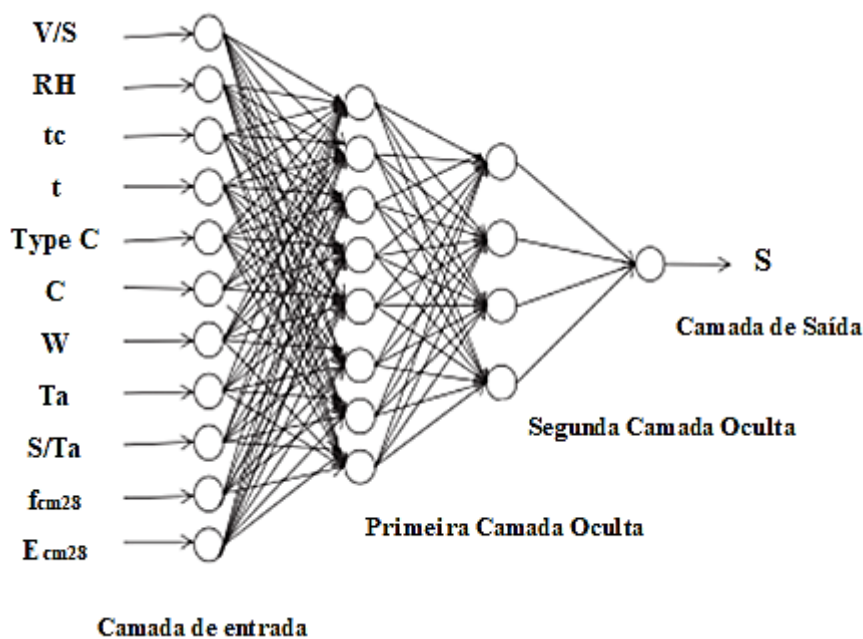 V/S
RH
tc
t
Type C
C
W
Ta
S/Ta
fcm28
Ecm28
S
Camada de Saída
Segunda Camada Oculta
Primeira Camada Oculta
Camada de entrada